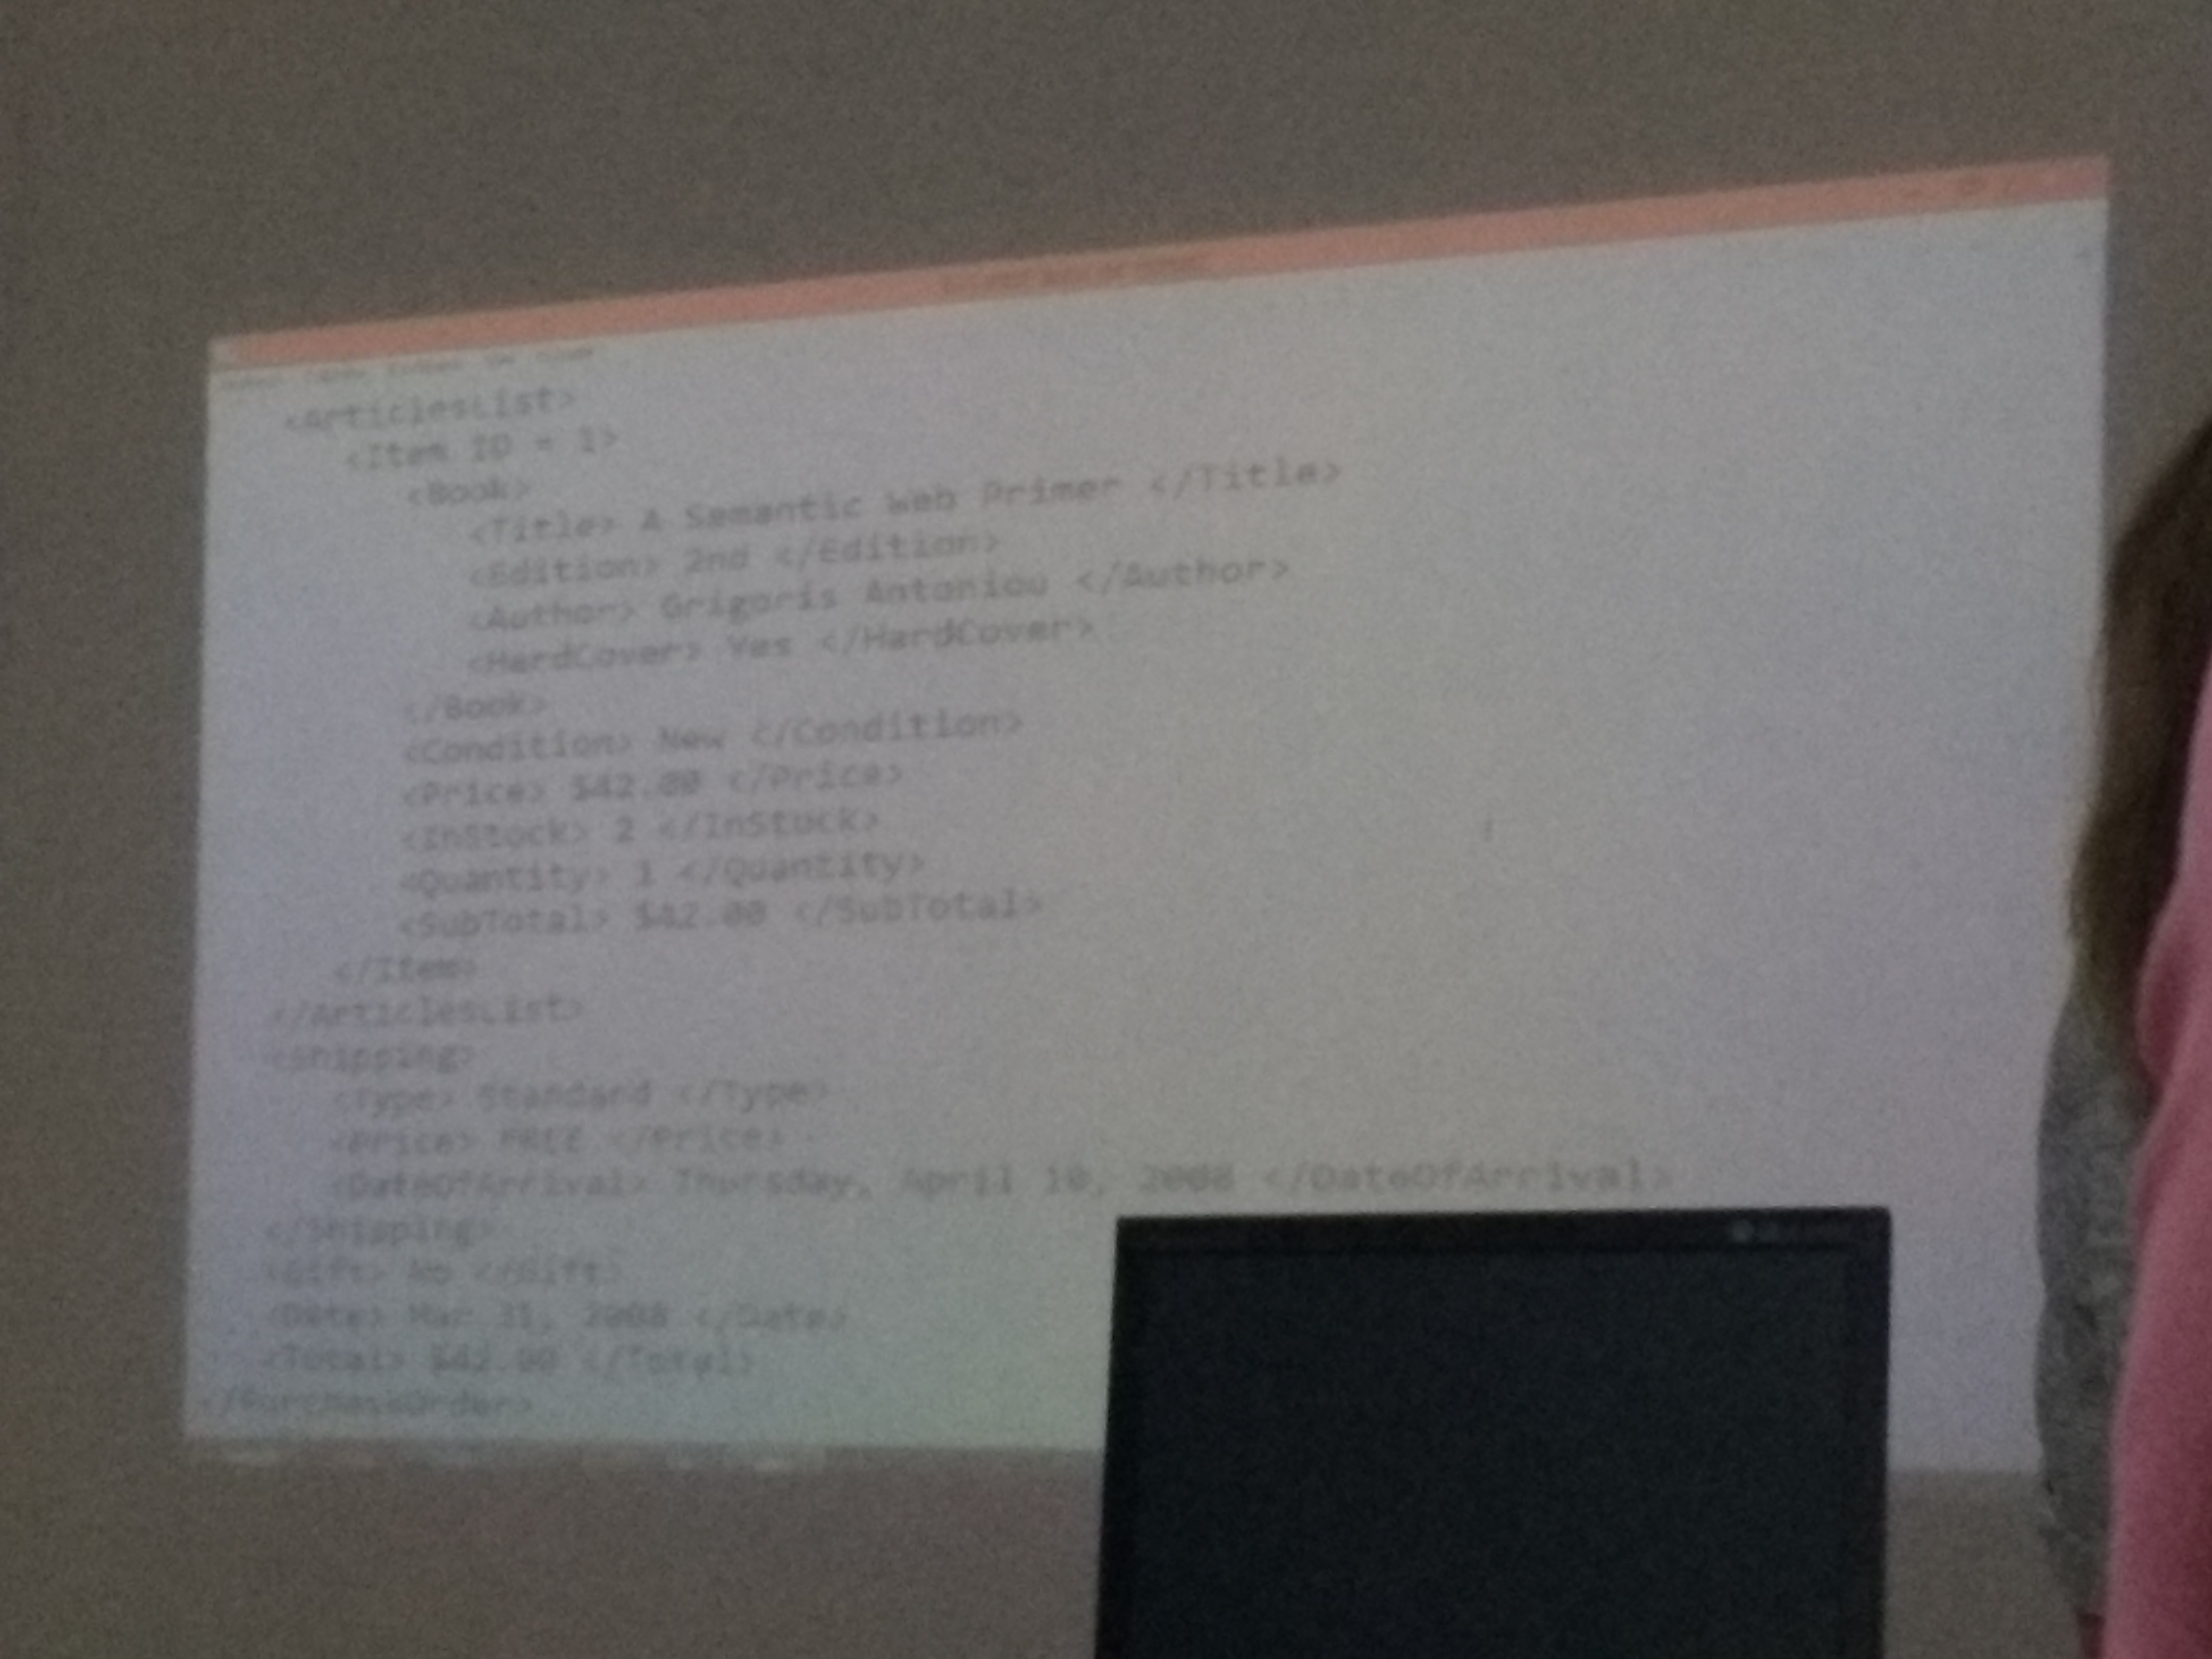 <ArticlesList>
<Item ID = 1>
<Book>
<Title> A Semantic Web Primer </Title>
<Edition> 2nd </Edition>
<Author> Grigoris Antoniou </Author>
<HardCover> Yes </HardCover>
</Book>
<Condition> New </Condition>
<Price> $42.00 </Price>
<InStock> 2 </InStock>
<Quantity> 1 </Quantity>
<SubTotal> $42.00 </SubTotal>
</Item>
</ArticlesList>
<Shipping>
<Type> Standard </Type>
<Price> FREE </Price>
<DateOfArrival> Thursday, April 10, 2008 </DateOfArrival>
</Shipping>
<Gift> No </Gift>
<Date> Mar 31, 2008 </Date>
<Total> $42.00 </Total>
</PurchaseOrder>